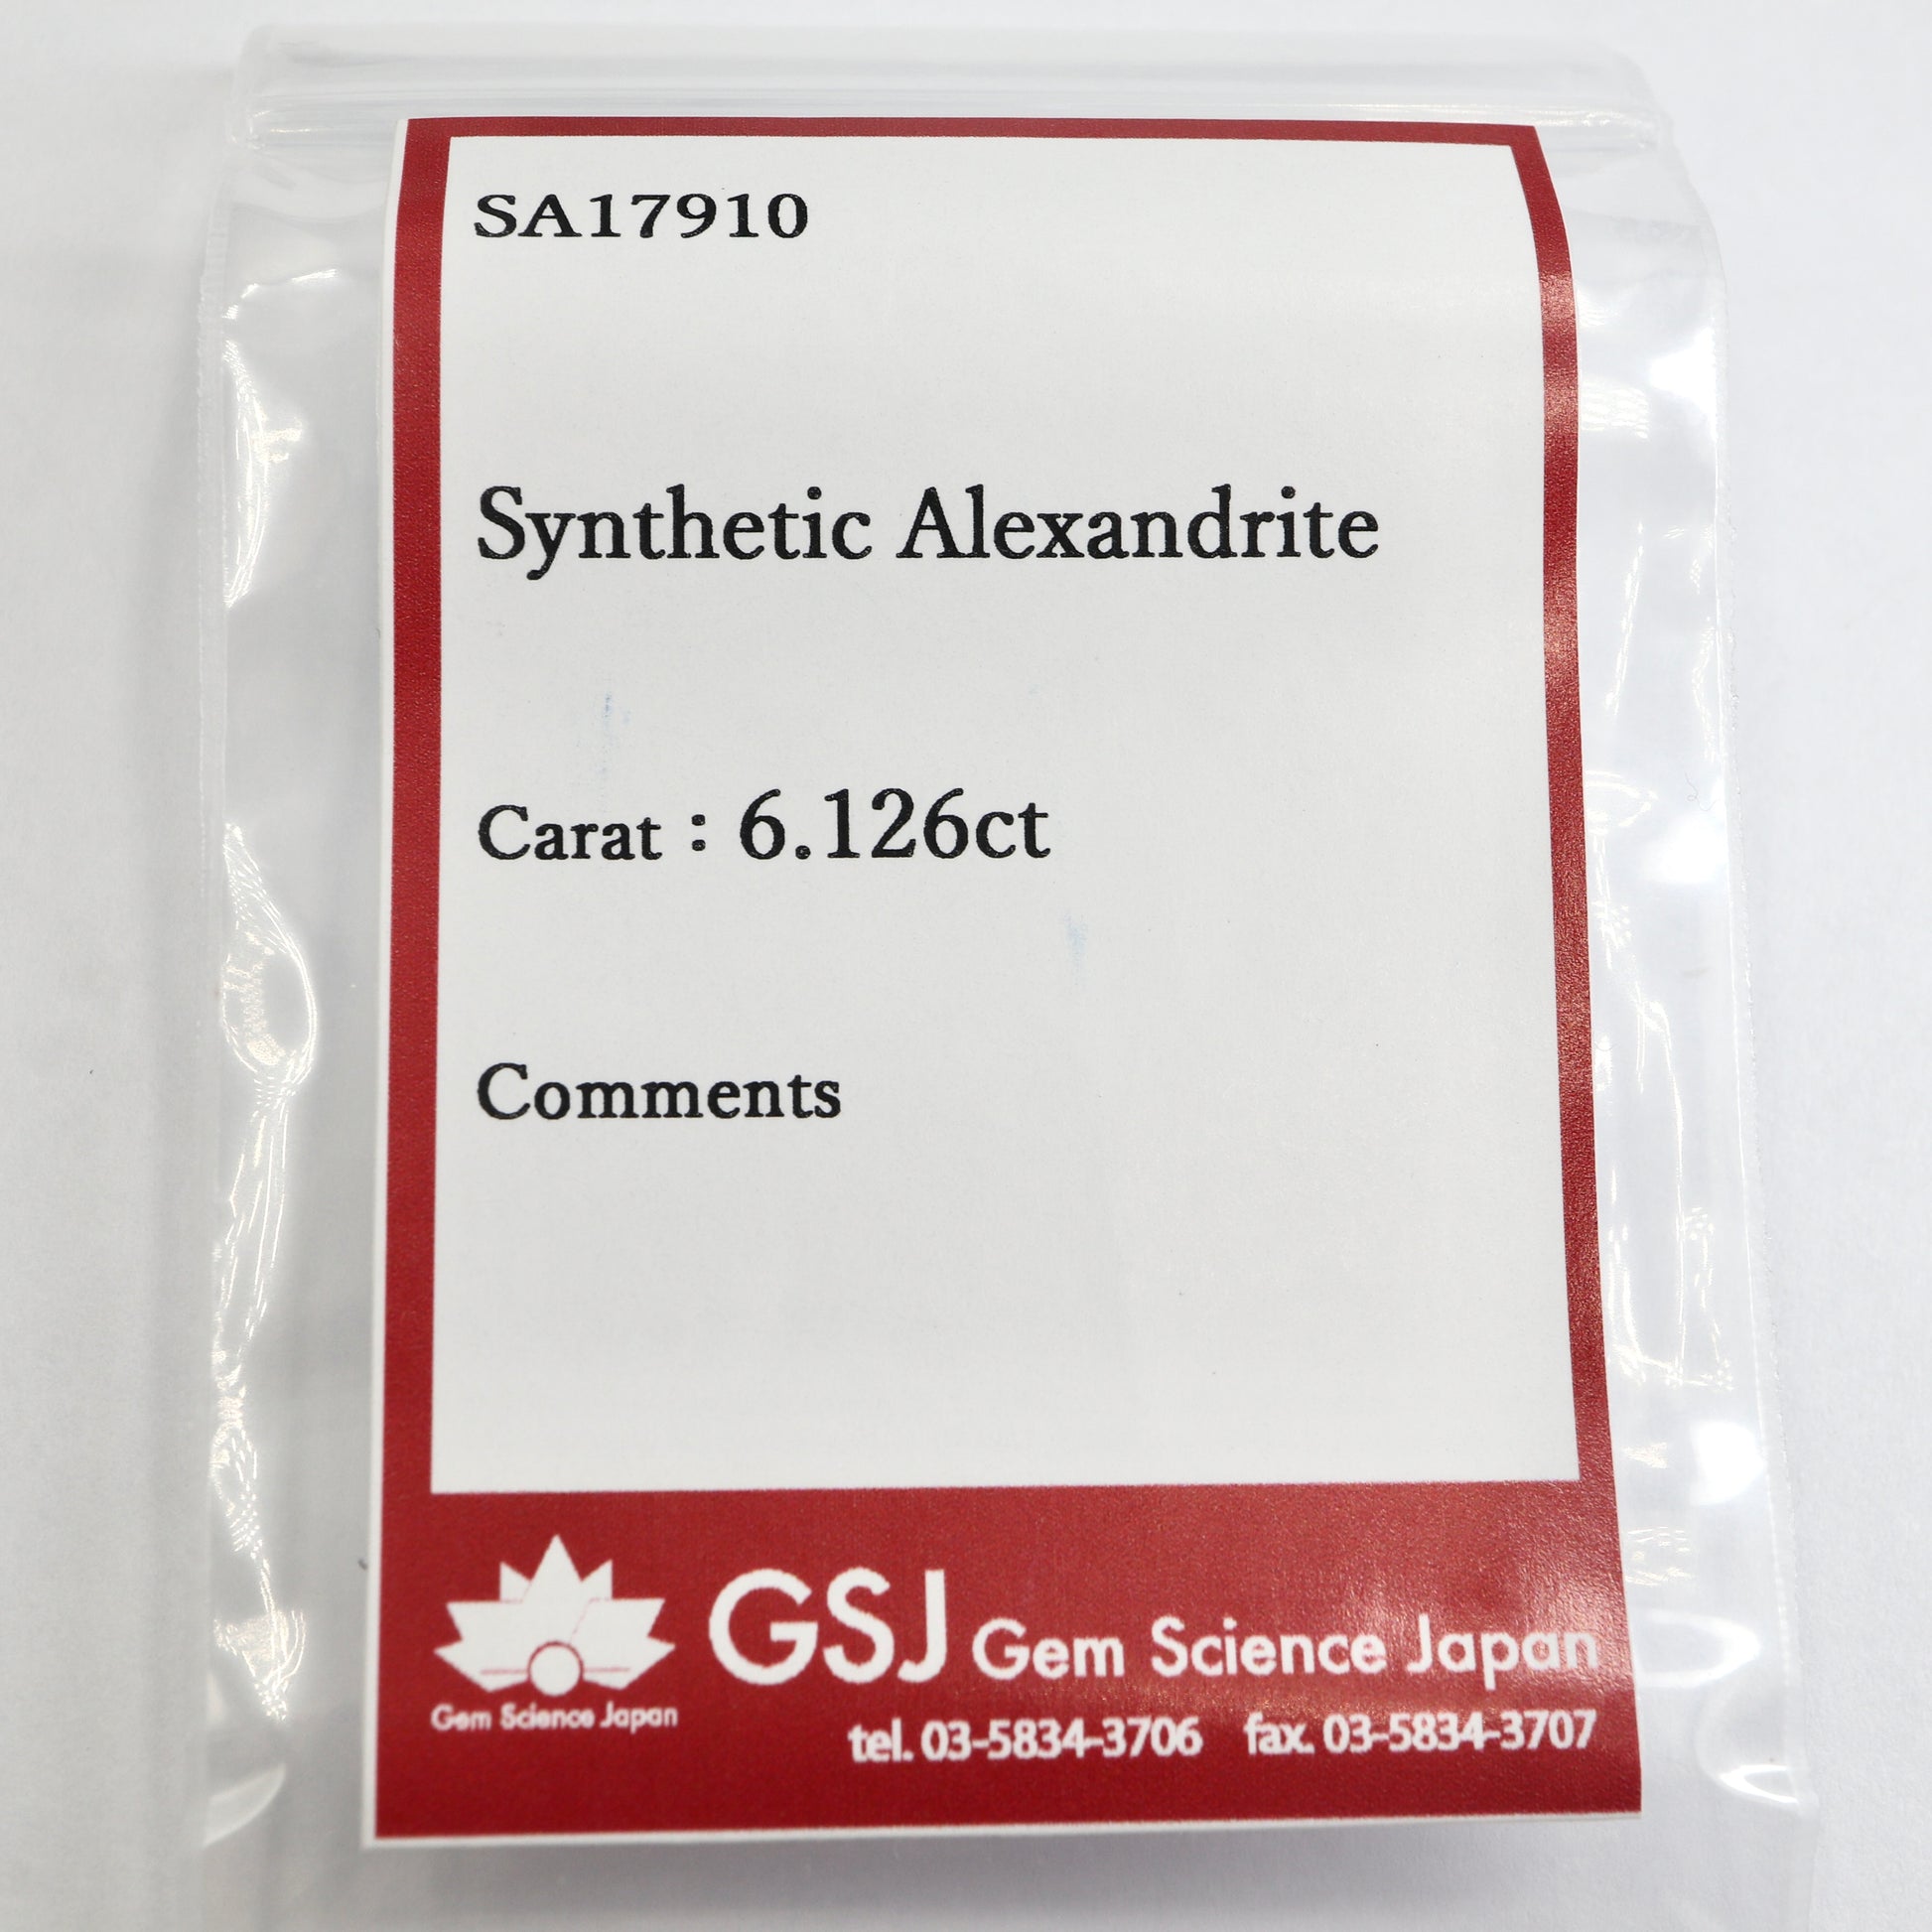 SA17910
Synthetic Alexandrite
Carat : 6.126ct
Comments
GSJ Gem Science Japan
Gem Science Japan
tel. 03-5834-3706 fax. 03-5834-3707